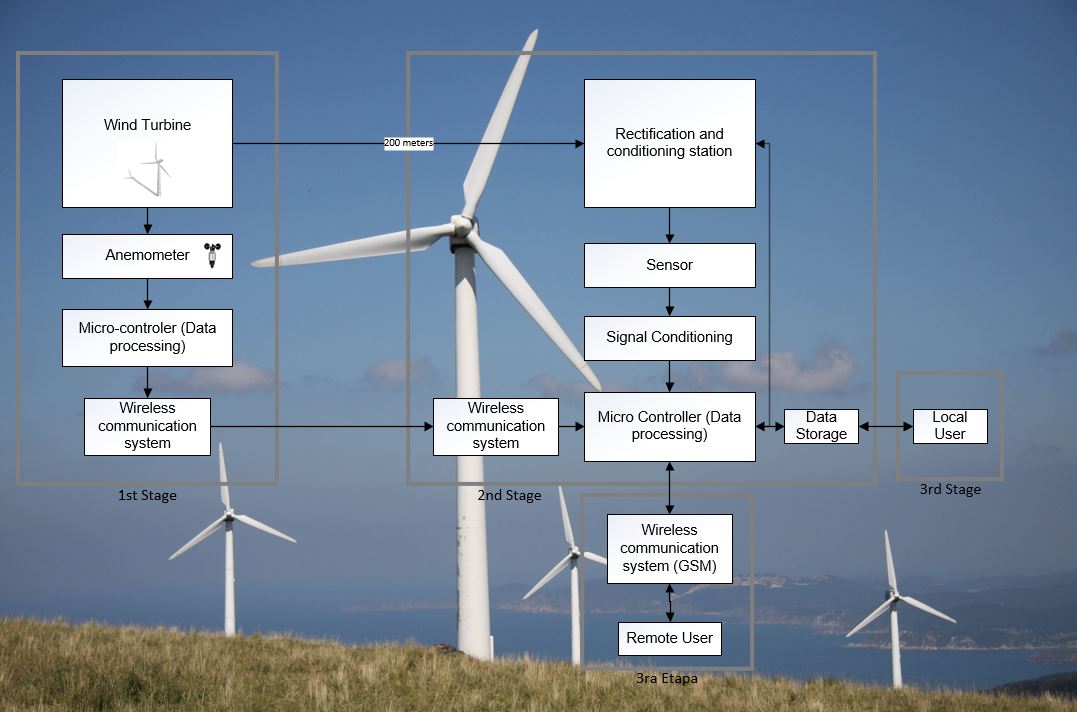 Wind Turbine
200 meters
Rectification and
conditioning station
Anemometer
Sensor
Micro-controler (Data
processing)
Signal Conditioning
Wireless
communication
system
Wireless
communication
system
Micro Controller (Data
processing)
Data
Storage
Local
User
1st Stage
2nd Stage
3rd Stage
Wireless
communication
system (GSM)
Remote User
3ra Etapa